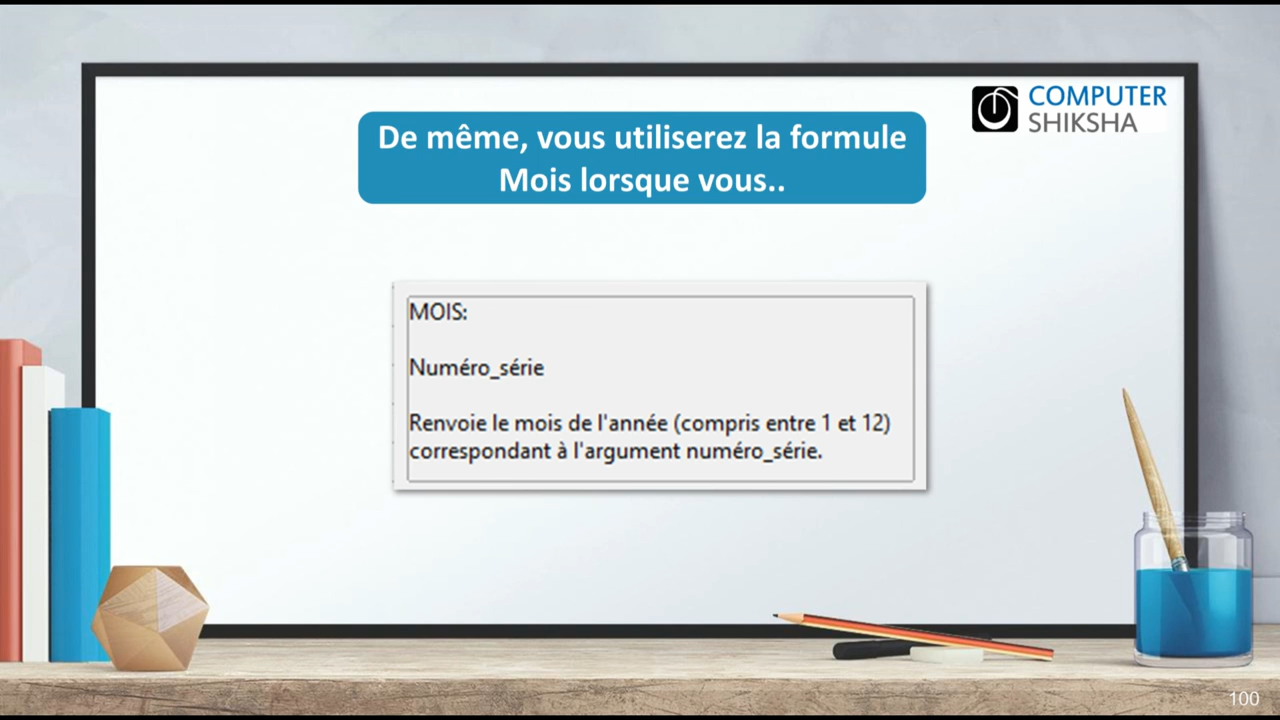 COMPUTER
SHIKSHA
De même, vous utiliserez la formule
Mois lorsque vous..
MOIS:
Numéro_série
Renvoie le mois de l'année (compris entre 1 et 12)
correspondant à l'argument numéro_série.
100